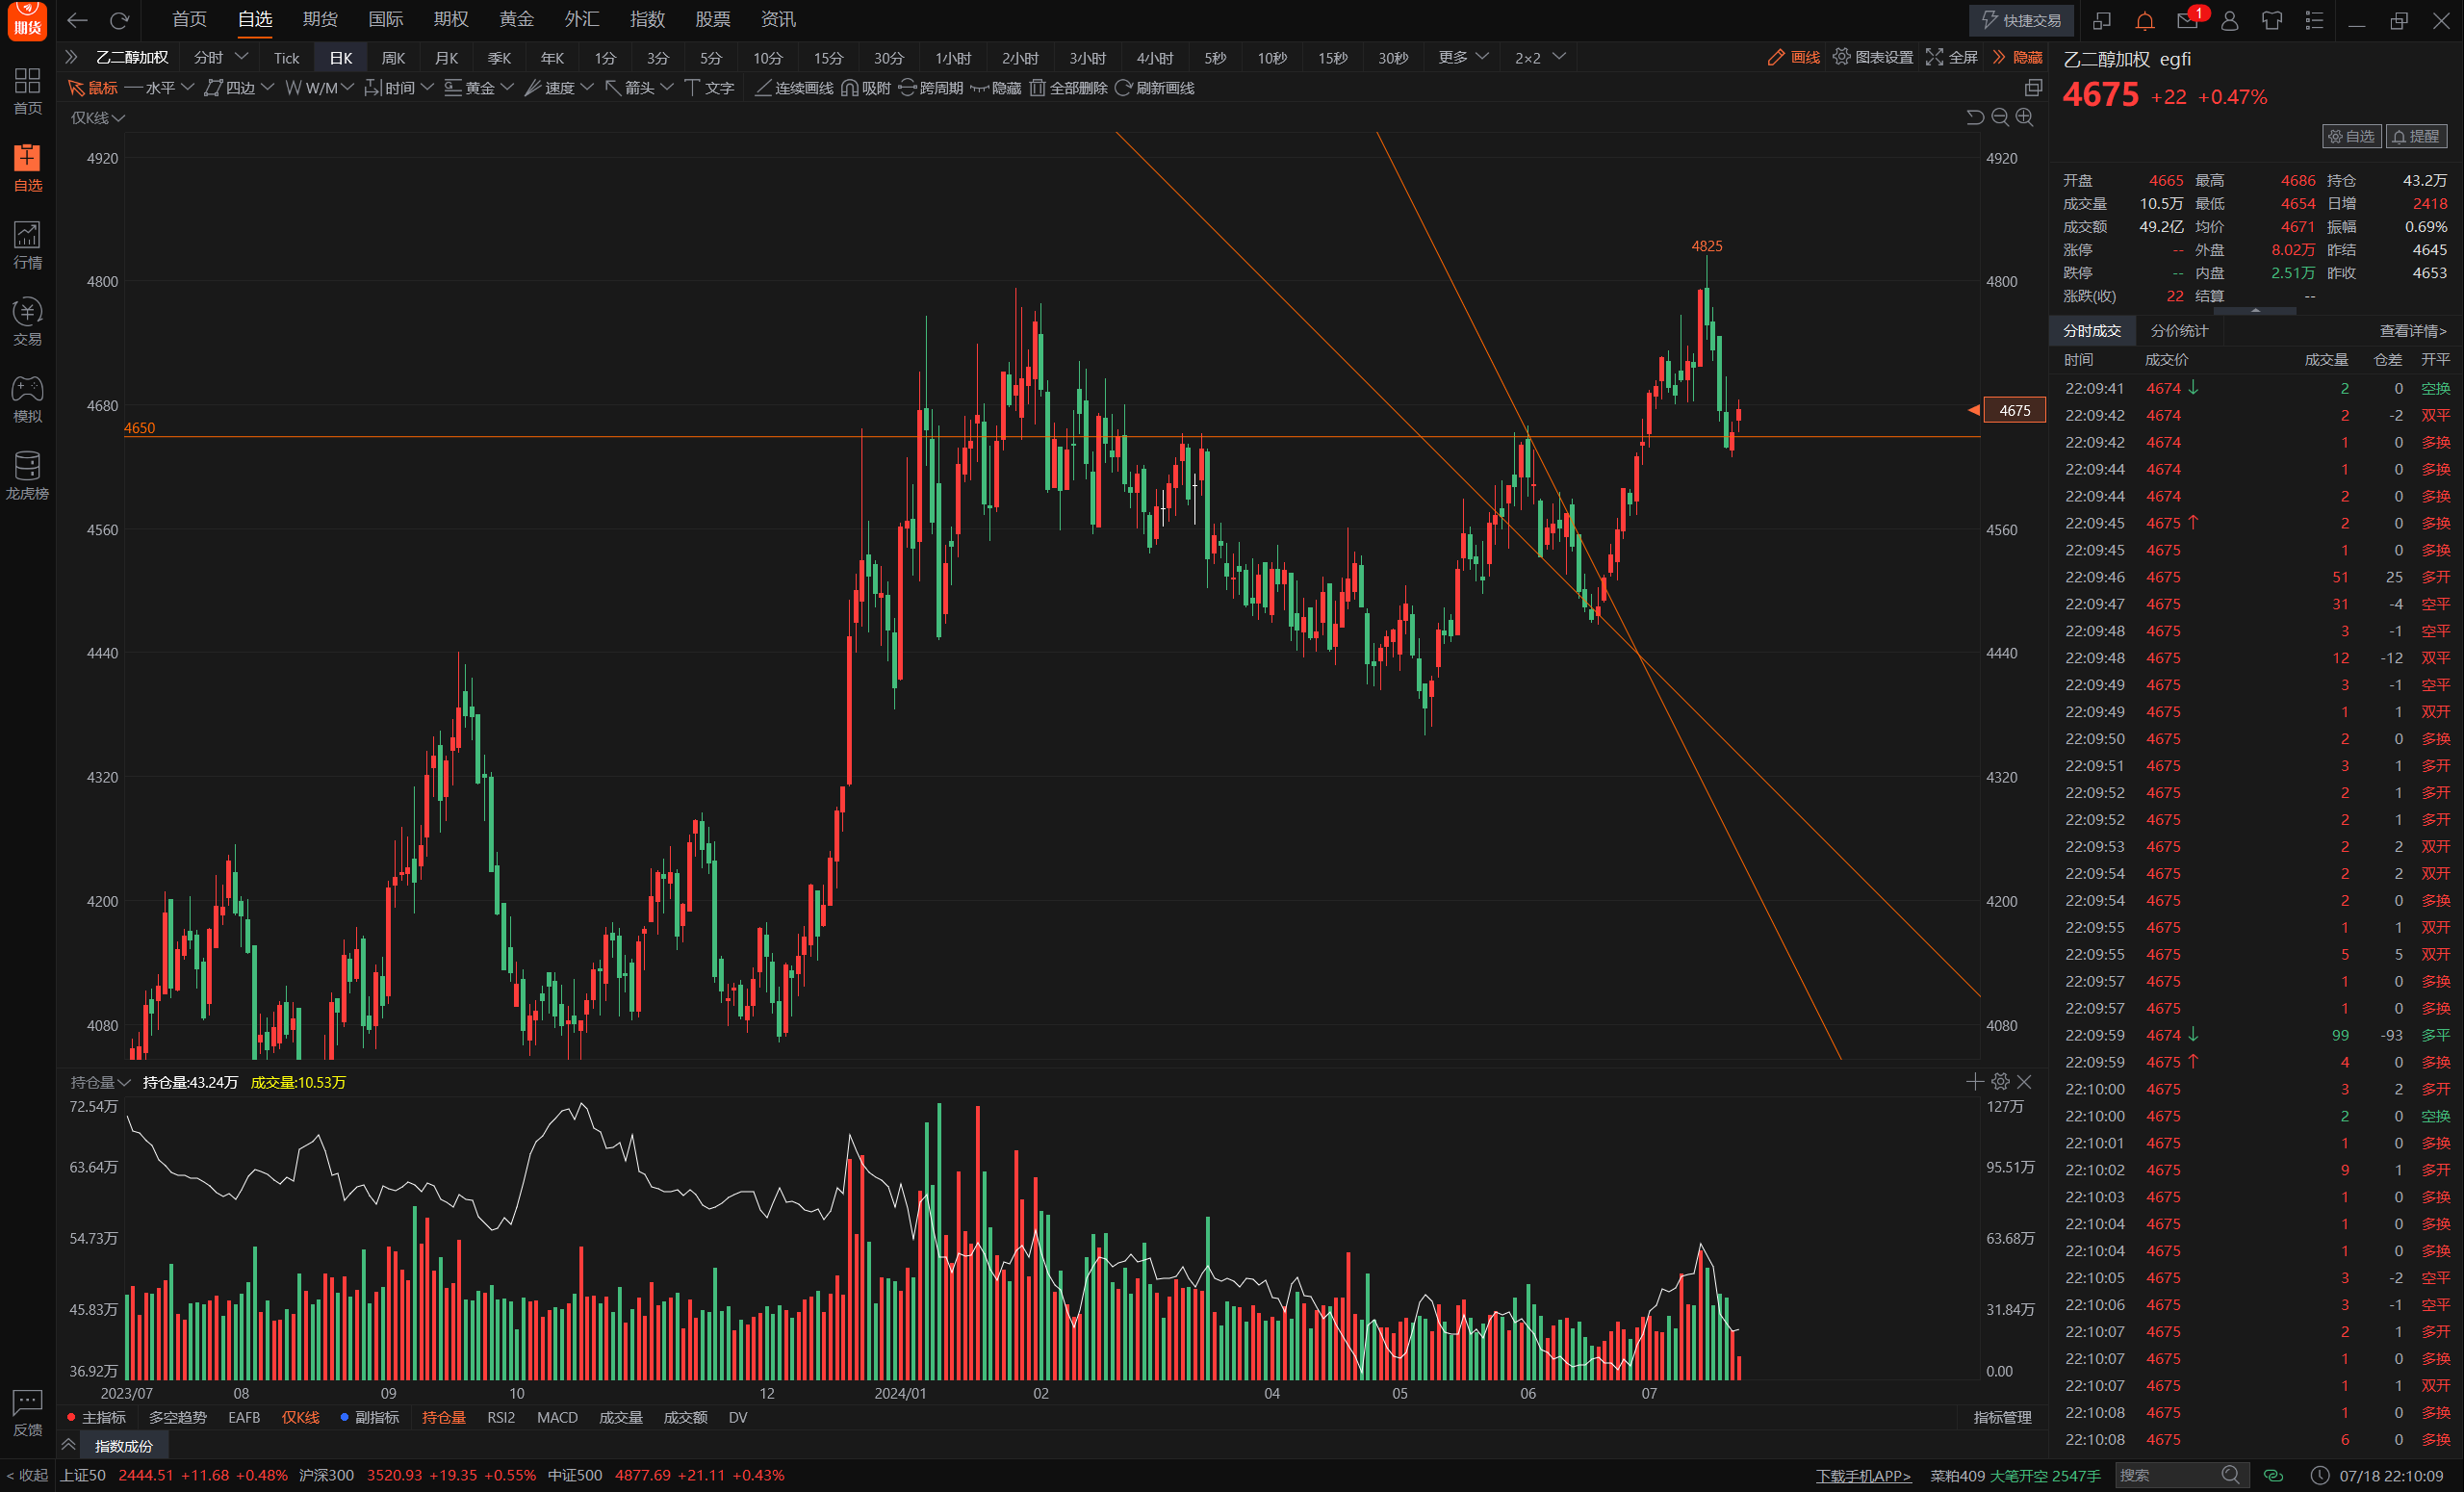 期货 首页 自选 期货 国际 期权 黄金 外汇 指数 股票 资讯 快捷交易 1
乙二醇加权 分时 Tick 日K 周K 月K 季K 年K 1分 3分 5分 10分 15分 30分 1小时 2小时 3小时 4小时 5秒 10秒 15秒 30秒 更多 2×2 画线 图表设置 全屏 隐藏
鼠标 水平 四边 W/M 时间 黄金 速度 箭头 文字 连续画线 吸附 跨周期 隐藏 全部删除 刷新画线
首页
自选
行情
交易
模拟
龙虎榜
反馈
仅K线
4920 4920
4825
4800 4800
4680
4675
4650
4560 4560
4440 4440
4320 4320
4200 4200
4080 4080
持仓量 持仓量:43.24万 成交量:10.53万
72.54万 127万
63.64万 95.51万
54.73万 63.68万
45.83万 31.84万
36.92万 0.00
2023/07 08 09 10 12 2024/01 02 04 05 06 07
主指标 多空趋势 EAFB 仅K线 副指标 持仓量 RSI2 MACD 成交量 成交额 DV 指标管理
指数成份
乙二醇加权 egfi
4675 +22 +0.47%
自选 提醒
开盘 4665 最高 4686 持仓 43.2万
成交量 10.5万 最低 4654 日增 2418
成交额 49.2亿 均价 4671 振幅 0.69%
涨停 -- 外盘 8.02万 昨结 4645
跌停 -- 内盘 2.51万 昨收 4653
涨跌(收) 22 结算 --
分时成交 分价统计 查看详情>
时间 成交价 成交量 仓差 开平
22:09:41 4674↓ 2 0 空换
22:09:42 4674 2 -2 双平
22:09:42 4674 1 0 多换
22:09:44 4674 1 0 多换
22:09:44 4674 2 0 多换
22:09:45 4675↑ 2 0 多换
22:09:45 4675 1 0 多换
22:09:46 4675 51 25 多开
22:09:47 4675 31 -4 空平
22:09:48 4675 3 -1 空平
22:09:48 4675 12 -12 双平
22:09:49 4675 3 -1 空平
22:09:49 4675 1 1 双开
22:09:50 4675 2 0 多换
22:09:51 4675 3 1 多开
22:09:52 4675 2 1 多开
22:09:52 4675 2 1 多开
22:09:53 4675 2 2 双开
22:09:54 4675 2 2 双开
22:09:54 4675 2 0 多换
22:09:55 4675 1 1 双开
22:09:55 4675 5 5 双开
22:09:57 4675 1 0 多换
22:09:57 4675 1 0 多换
22:09:59 4674↓ 99 -93 多平
22:09:59 4675↑ 4 0 多换
22:10:00 4675 3 2 多开
22:10:00 4675 2 0 空换
22:10:01 4675 1 0 多换
22:10:02 4675 9 1 多开
22:10:03 4675 1 0 多换
22:10:04 4675 1 0 多换
22:10:04 4675 1 0 多换
22:10:05 4675 3 -2 空平
22:10:06 4675 3 -1 空平
22:10:07 4675 2 1 多开
22:10:07 4675 1 0 多换
22:10:07 4675 1 1 双开
22:10:08 4675 1 0 多换
22:10:08 4675 6 0 多换
< 收起 上证50 2444.51 +11.68 +0.48% 沪深300 3520.93 +19.35 +0.55% 中证500 4877.69 +21.11 +0.43% 下载手机APP> 菜粕409 大笔开空 2547手 搜索 07/18 22:10:09